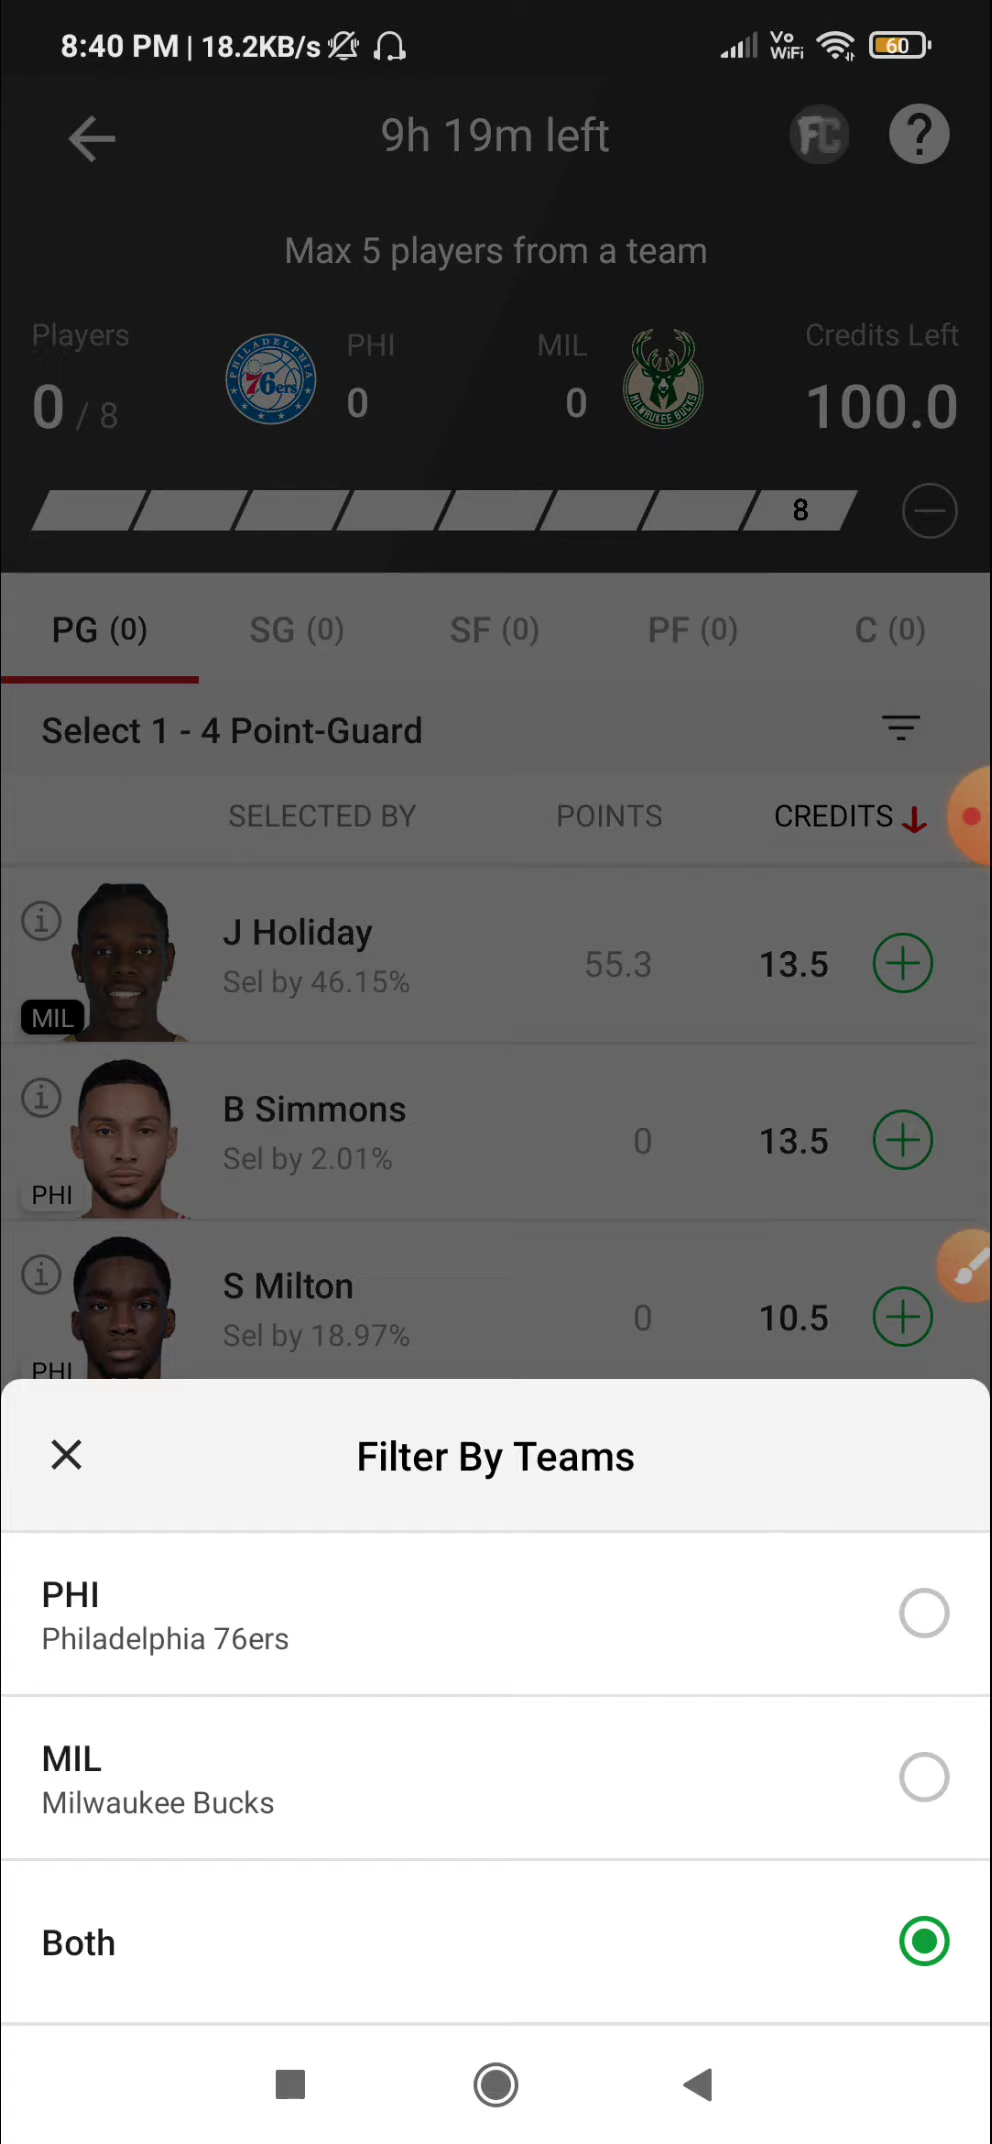 8:40 PM | 18.2KB/s Vo WiFi 60
9h 19m left FC ?
Max 5 players from a team
Players PHI MIL Credits Left
0 / 8 PHILADELPHIA 76ers 0 0 MILWAUKEE BUCKS 100.0
8
PG (0) SG (0) SF (0) PF (0) C (0)
Select 1 - 4 Point-Guard
SELECTED BY POINTS CREDITS
J Holiday
Sel by 46.15% 55.3 13.5
MIL
B Simmons
Sel by 2.01% 0 13.5
PHI
S Milton
Sel by 18.97% 0 10.5
PHI
Filter By Teams
PHI
Philadelphia 76ers
MIL
Milwaukee Bucks
Both